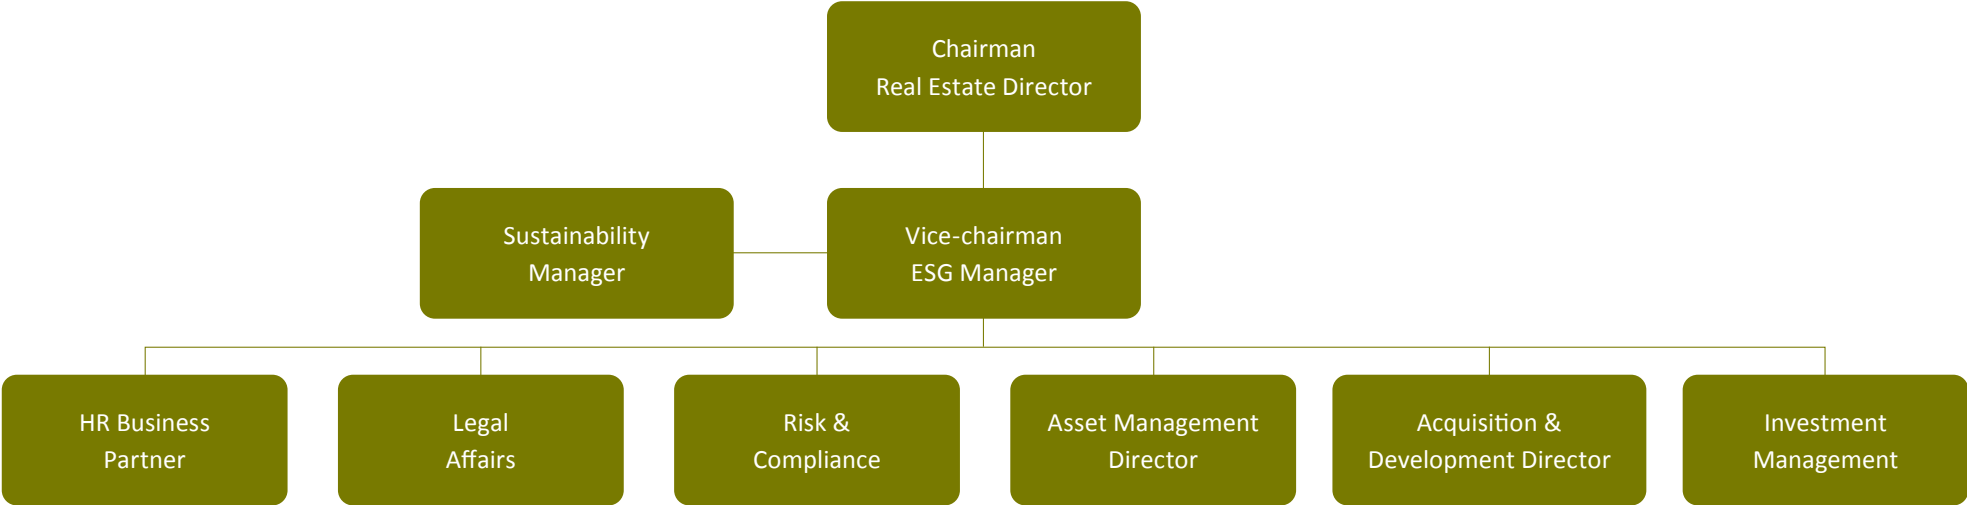 Chairman
Real Estate Director
Sustainability
Manager
Vice-chairman
ESG Manager
HR Business
Partner
Legal
Affairs
Risk &
Compliance
Asset Management
Director
Acquisition &
Development Director
Investment
Management